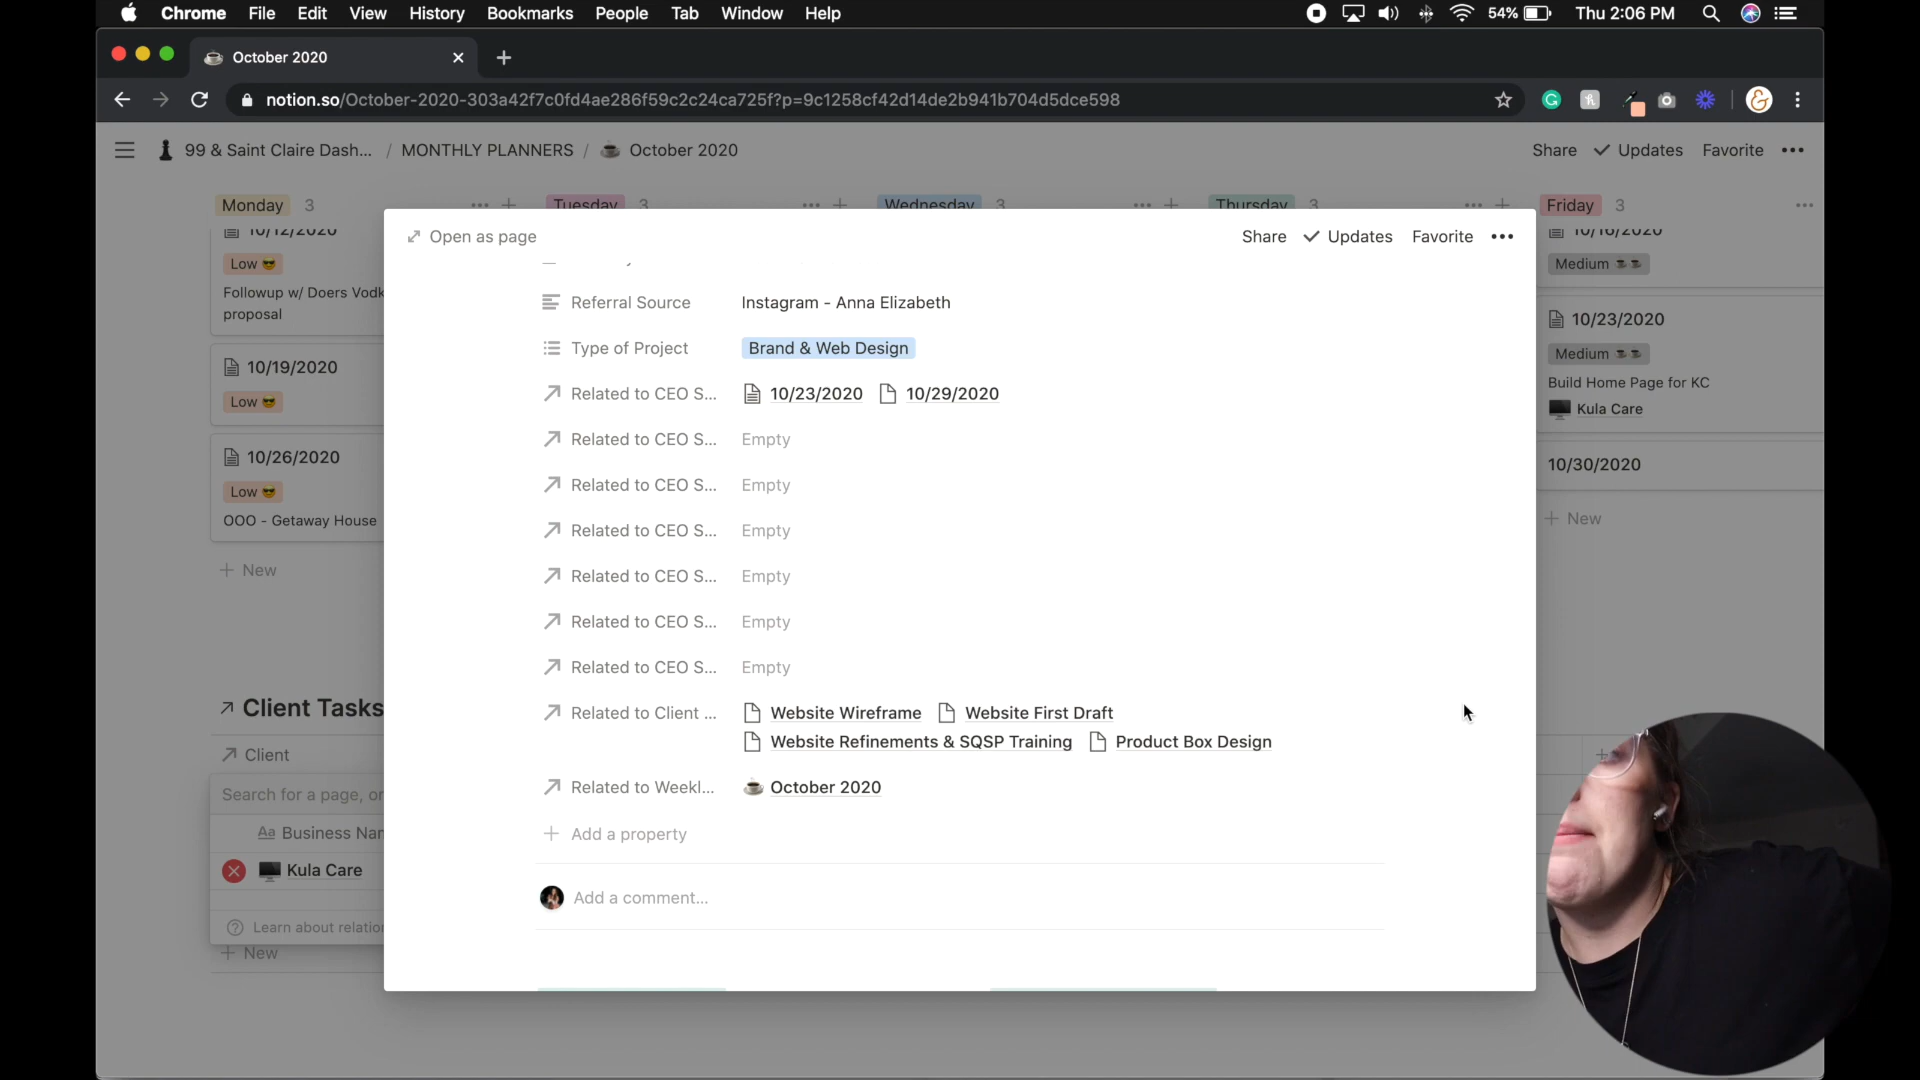 Chrome File Edit View History Bookmarks People Tab Window Help 54% Thu 2:06 PM
October 2020
notion.so/October-2020-303a42f7c0fd4ae286f59c2c24ca725f?p=9c1258cf42d14de2b941b704d5dce598
99 & Saint Claire Dash... / MONTHLY PLANNERS / October 2020 Share Updates Favorite
Monday 3 Tuesday 3 Wednesday 3 Thursday 3 Friday 3
Open as page Share Updates Favorite
10/12/2020
Low
Followup w/ Doers Vodk
proposal
10/19/2020
Low
10/26/2020
Low
OOO - Getaway House
+ New
Referral Source Instagram - Anna Elizabeth
Type of Project Brand & Web Design
Related to CEO S... 10/23/2020 10/29/2020
Related to CEO S... Empty
Related to CEO S... Empty
Related to CEO S... Empty
Related to CEO S... Empty
Related to CEO S... Empty
Related to CEO S... Empty
Related to Client ... Website Wireframe Website First Draft
Website Refinements & SQSP Training Product Box Design
Related to Weekl... October 2020
+ Add a property
Add a comment...
10/16/2020
Medium
10/23/2020
Medium
Build Home Page for KC
Kula Care
10/30/2020
+ New
Client Tasks
Client
Search for a page, or
Aa Business Nar
Kula Care
Learn about relation
+ New